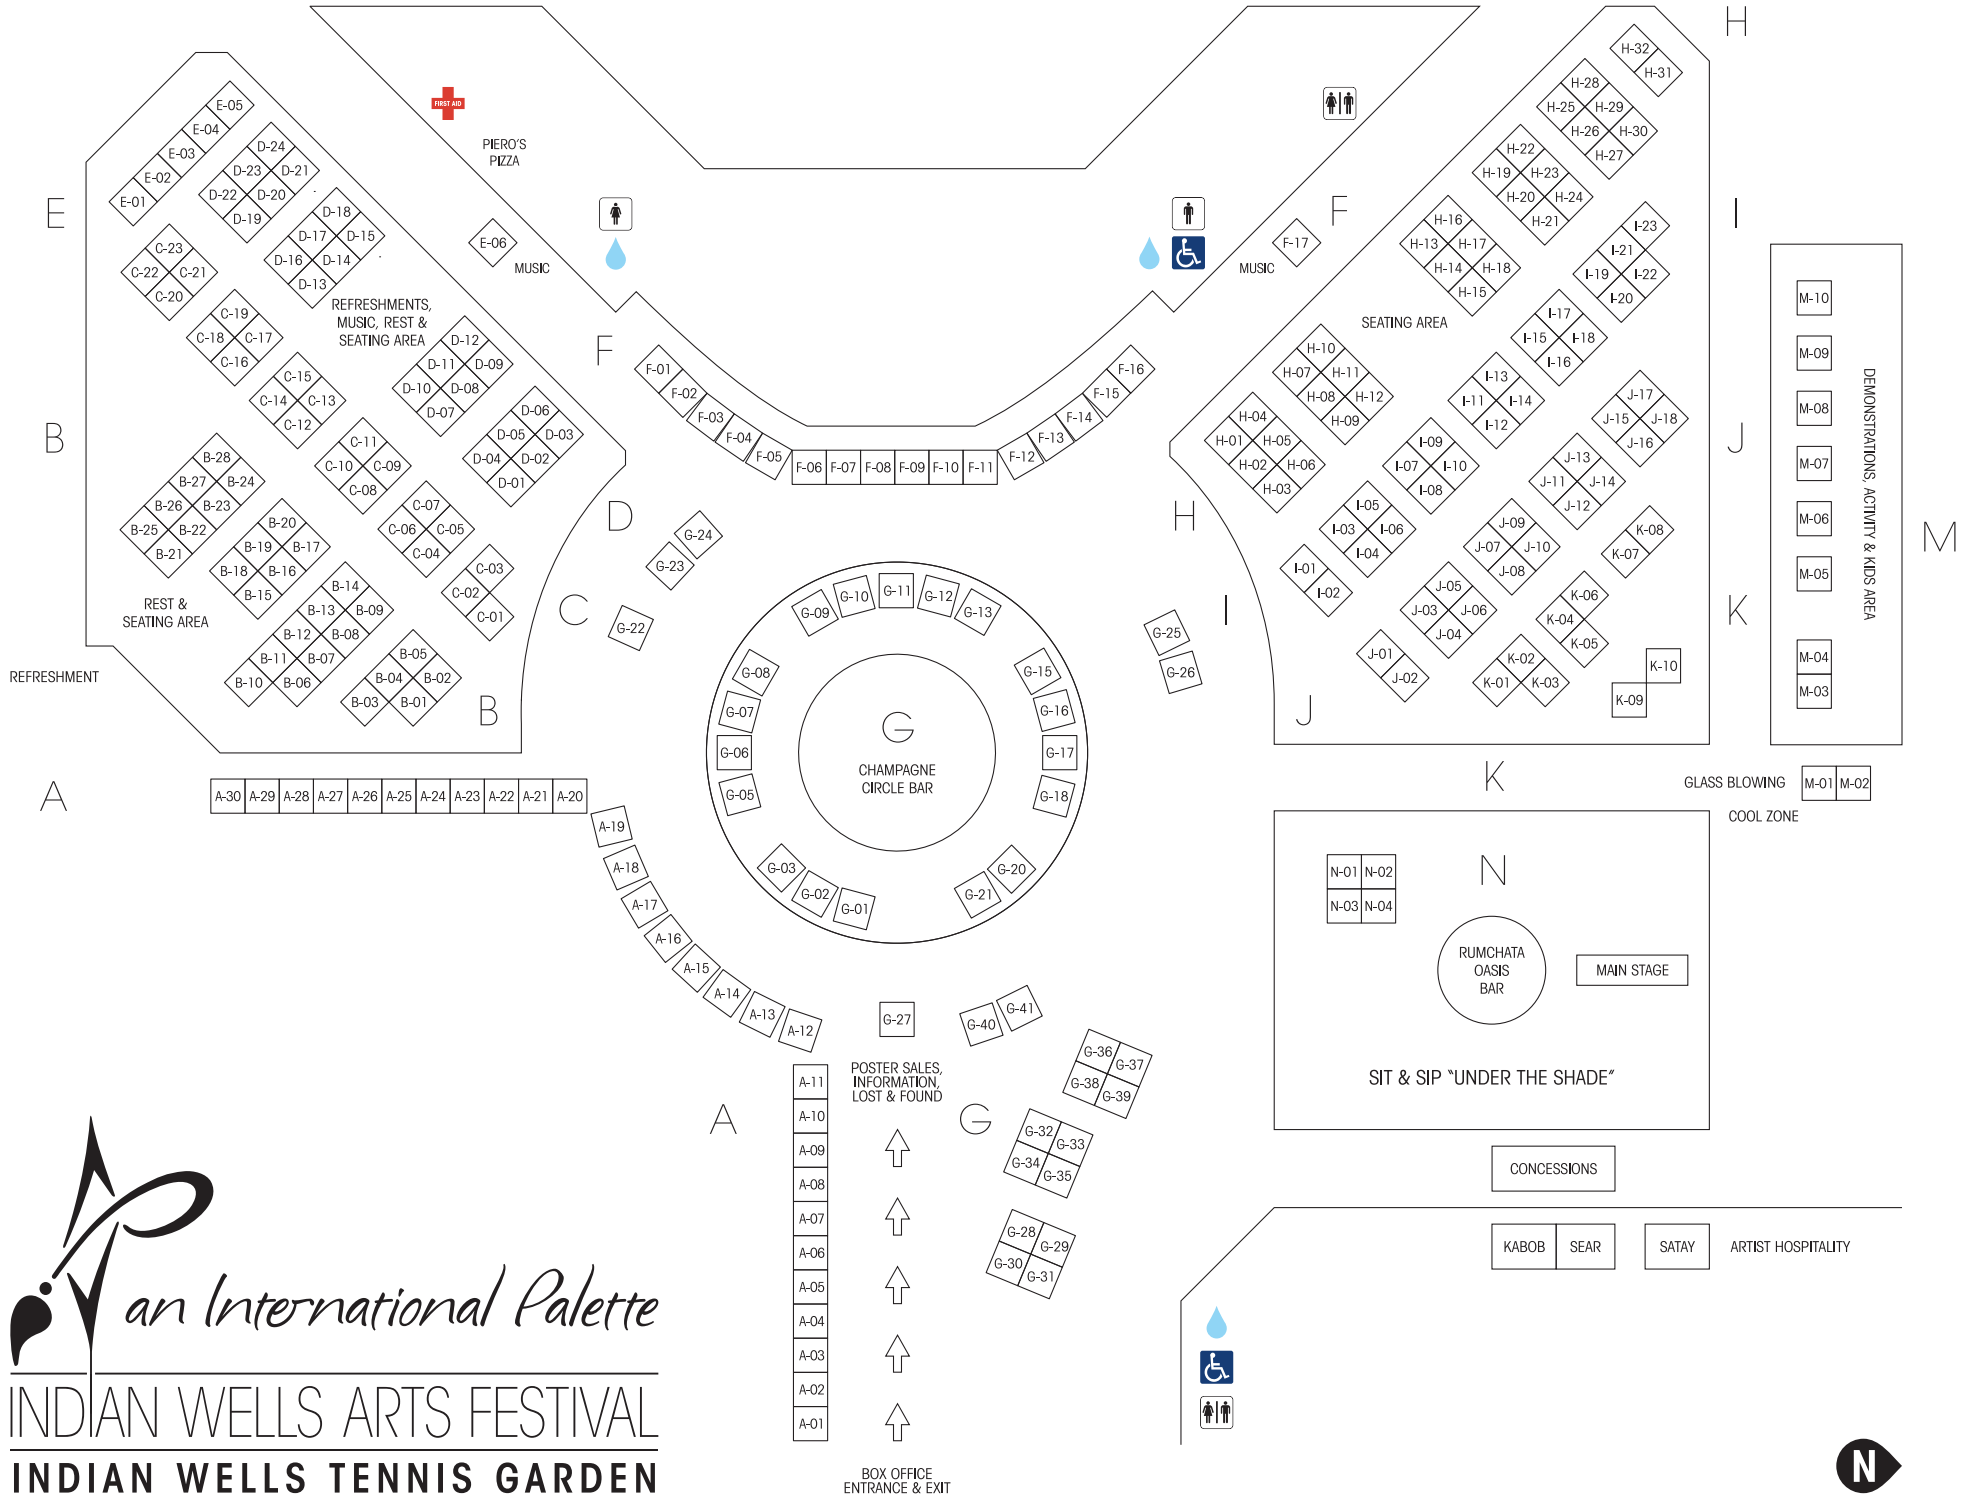 H
H-32
H-31
H-28
H-25 H-29
H-26 H-30
H-27
H-22
H-19 H-23
H-20 H-24
H-21
H-16
H-13 H-17
H-14 H-18
H-15
H-10
H-07 H-11
H-08 H-12
H-09
H-04
H-01 H-05
H-02 H-06
H-03
FIRST AID
PIERO'S
PIZZA
E
E-05
E-04
E-03
E-02
E-01
D-24
D-23 D-21
D-22 D-20
D-19
D-18
D-17 D-15
D-16 D-14
D-13
E-06
MUSIC
F
F-17
MUSIC
SEATING AREA
C-23
C-22 C-21
C-20
C-19
C-18 C-17
C-16
C-15
C-14 C-13
C-12
C-11
C-10 C-09
C-08
C-07
C-06 C-05
C-04
C-03
C-02
C-01
REFRESHMENTS,
MUSIC, REST &
SEATING AREA
D-12
D-11 D-09
D-10 D-08
D-07
D-06
D-05 D-03
D-04 D-02
D-01
F
F-01
F-02
F-03
F-04
F-05
F-06 F-07 F-08 F-09 F-10 F-11
F-12
F-13
F-14
F-15
F-16
I
I-23
I-21
I-19 I-22
I-20
I-17
I-15 I-18
I-16
I-13
I-11 I-14
I-12
I-09
I-07 I-10
I-08
I-05
I-03 I-06
I-04
I-01
I-02
J
J-17
J-15 J-18
J-16
J-13
J-11 J-14
J-12
J-09
J-07 J-10
J-08
J-05
J-03 J-06
J-04
J-01
J-02
K
K-08
K-07
K-06
K-04
K-05
K-02
K-01 K-03
K-10
K-09
M-10
M-09
M-08
M-07
M-06
M-05
M-04
M-03
DEMONSTRATIONS, ACTIVITY & KIDS AREA
M
B
B-28
B-27 B-24
B-26 B-23
B-25 B-22
B-21
B-20
B-19 B-17
B-18 B-16
B-15
B-14
B-13 B-09
B-12 B-08
B-11 B-07
B-10 B-06
B-05
B-04 B-02
B-03 B-01
REST &
SEATING AREA
REFRESHMENT
D
C
B
H
I
J
K
G-24
G-23
G-22
G-25
G-26
G-11
G-10 G-12
G-09 G-13
G-08 G-15
G-07 G-16
G-06 G-17
G-05 G-18
G-03 G-20
G-02 G-21
G-01
G
CHAMPAGNE
CIRCLE BAR
GLASS BLOWING
M-01 M-02
COOL ZONE
A
A-30 A-29 A-28 A-27 A-26 A-25 A-24 A-23 A-22 A-21 A-20
A-19
A-18
A-17
A-16
A-15
A-14
A-13
A-12
N-01 N-02
N-03 N-04
N
RUMCHATA
OASIS
BAR
MAIN STAGE
SIT & SIP "UNDER THE SHADE"
G-27
G-40
G-41
POSTER SALES,
INFORMATION,
LOST & FOUND
A
G
A-11
A-10
A-09
A-08
A-07
A-06
A-05
A-04
A-03
A-02
A-01
G-36
G-37
G-38
G-39
G-32
G-33
G-34
G-35
G-28
G-29
G-30
G-31
CONCESSIONS
KABOB SEAR SATAY ARTIST HOSPITALITY
an International Palette
INDIAN WELLS ARTS FESTIVAL
INDIAN WELLS TENNIS GARDEN
BOX OFFICE
ENTRANCE & EXIT
N